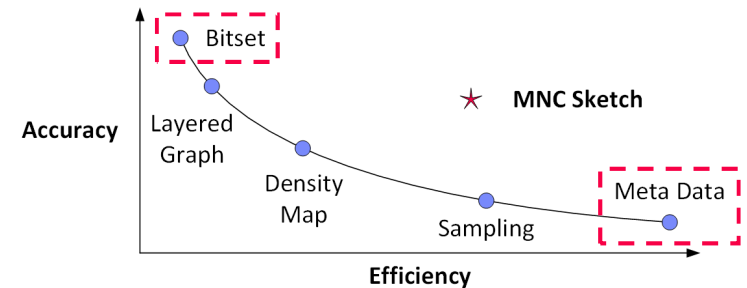 Bitset
MNC Sketch
Accuracy
Layered
Graph
Density
Map
Meta Data
Sampling
Efficiency